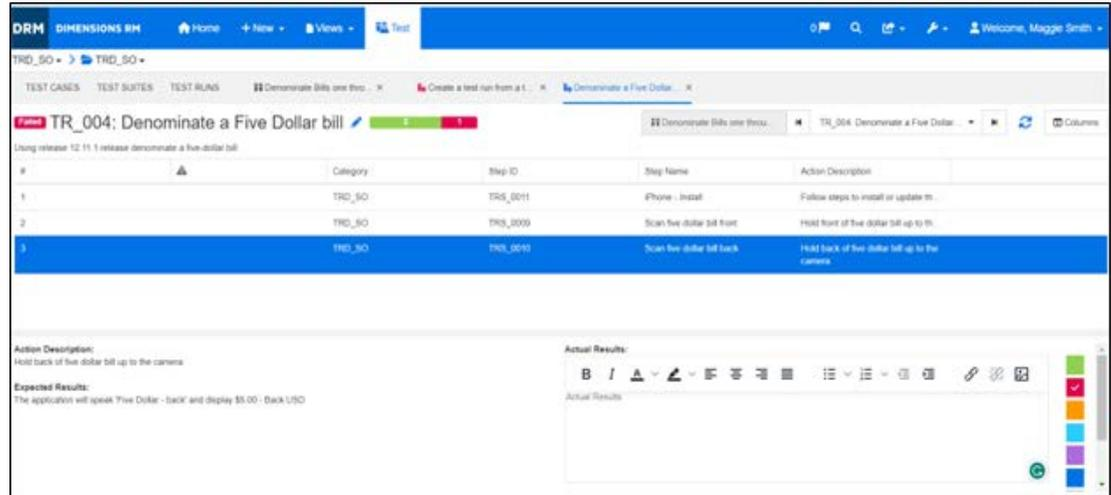 DRM DIMENSIONS RM Home + New Views Test 0 Welcome, Maggie Smith
TRD_SO > TRD_SO
TEST CASES TEST SUITES TEST RUNS Denominate Bills one thro... × Create a test run from a t... × Denominate a Five Dollar... ×
Failed TR_004: Denominate a Five Dollar bill 2 1 Denominate Bills one throu... TR_004: Denominate a Five Dollar... Columns
Using release 12.11.1 release denominate a five-dollar bill
# Category Step ID Step Name Action Description
1 TRD_SO TRS_0011 iPhone - Install Follow steps to install or update th...
2 TRD_SO TRS_0009 Scan five dollar bill front Hold front of five dollar bill up to th...
3 TRD_SO TRS_0010 Scan five dollar bill back Hold back of five dollar bill up to the
camera
Action Description: Actual Results:
Hold back of five dollar bill up to the camera
B I A
Expected Results:
The application will speak 'Five Dollar - back' and display $5.00 - Back USD
Actual Results